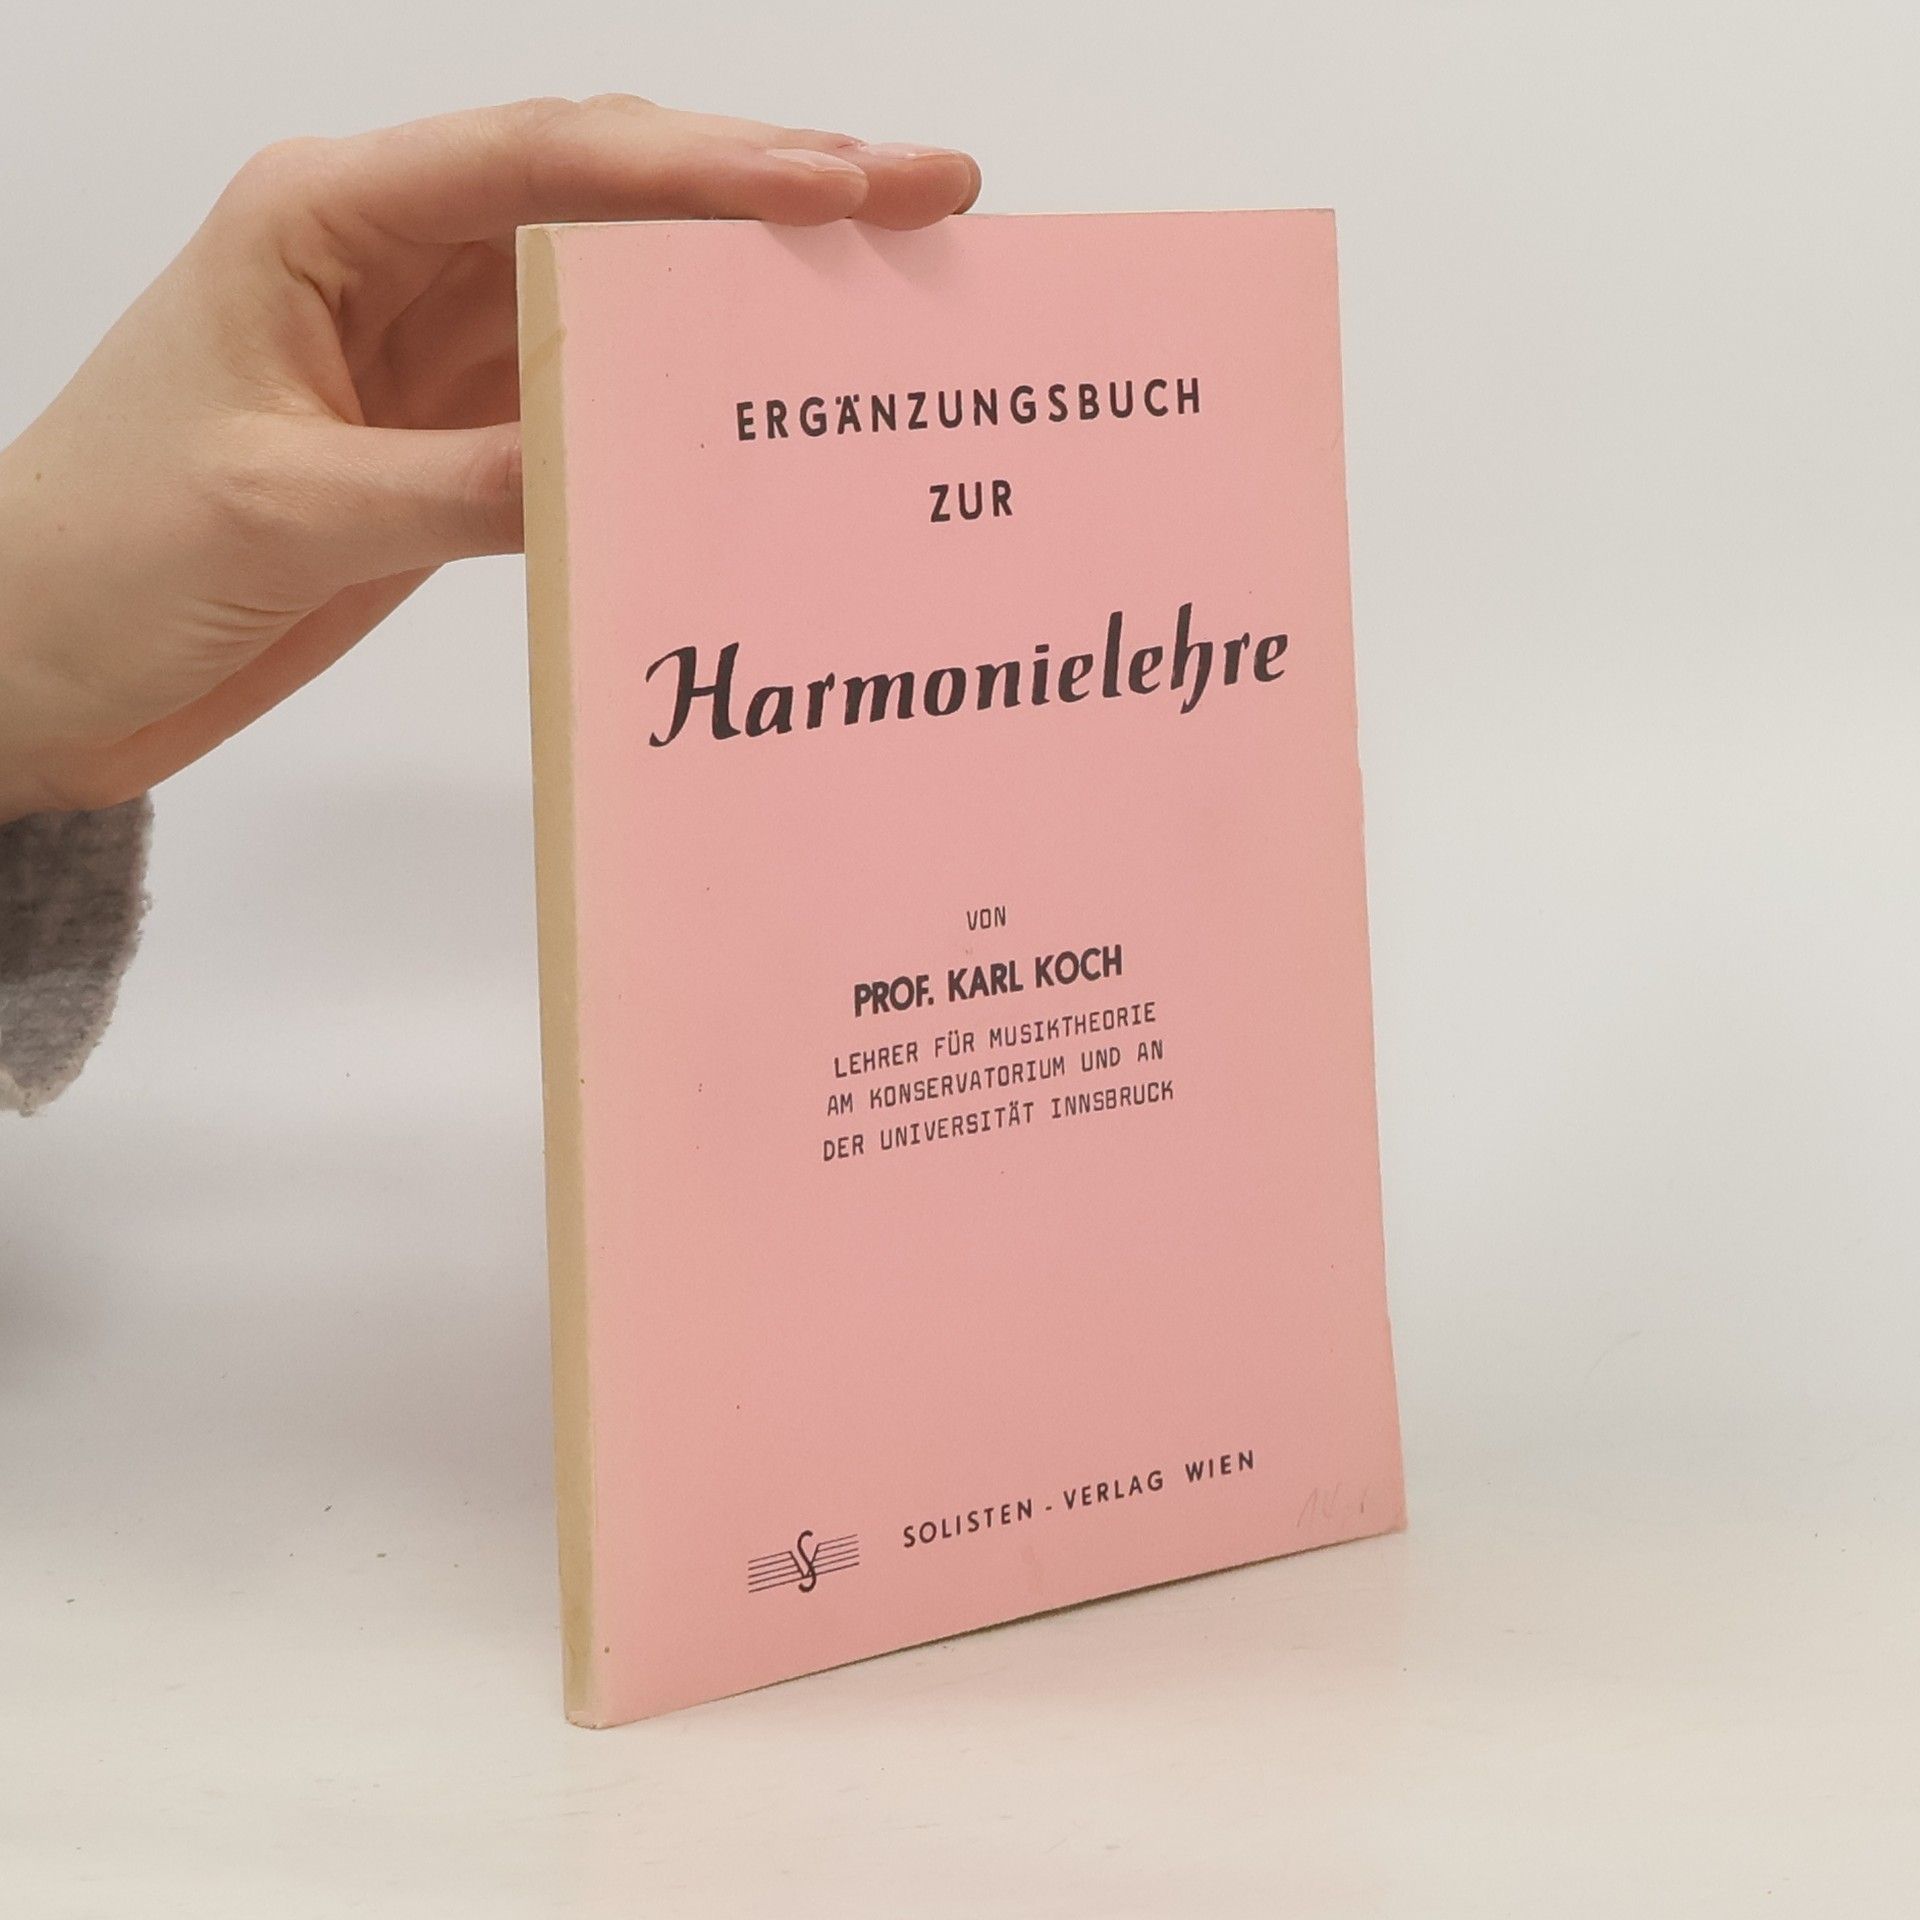 ERGÄNZUNGSBUCH
ZUR
Harmonielehre
VON
PROF. KARL KOCH
LEHRER FÜR MUSIKTHEORIE
AM KONSERVATORIUM UND AN
DER UNIVERSITÄT INNSBRUCK
SOLISTEN - VERLAG WIEN